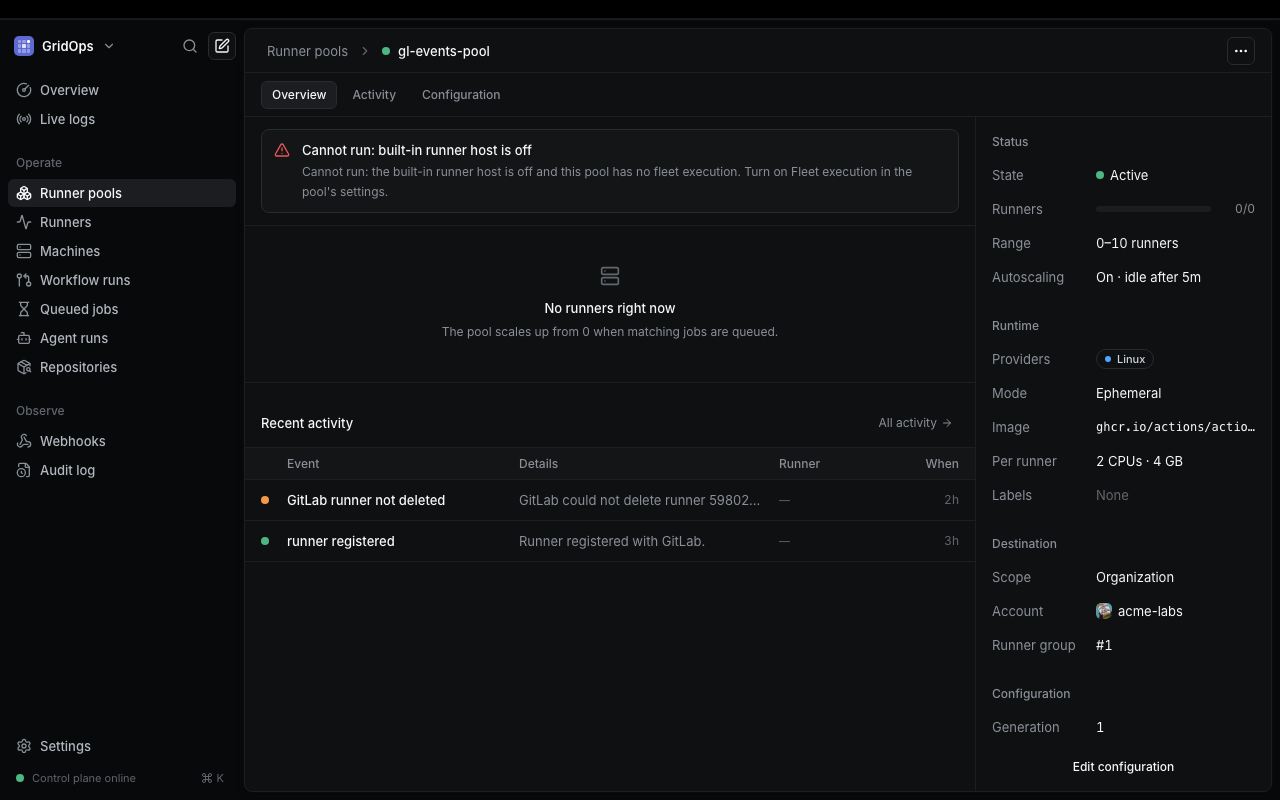 GridOps
Overview
Live logs
Operate
Runner pools
Runners
Machines
Workflow runs
Queued jobs
Agent runs
Repositories
Observe
Webhooks
Audit log
Settings
Control plane online
⌘ K
Runner pools
gl-events-pool
Overview
Activity
Configuration
Cannot run: built-in runner host is off
Cannot run: the built-in runner host is off and this pool has no fleet execution. Turn on Fleet execution in the
pool's settings.
No runners right now
The pool scales up from 0 when matching jobs are queued.
Recent activity
All activity →
Event Details Runner When
GitLab runner not deleted GitLab could not delete runner 59802... — 2h
runner registered Runner registered with GitLab. — 3h
Status
State Active
Runners 0/0
Range 0–10 runners
Autoscaling On · idle after 5m
Runtime
Providers Linux
Mode Ephemeral
Image ghcr.io/actions/actio…
Per runner 2 CPUs · 4 GB
Labels None
Destination
Scope Organization
Account acme-labs
Runner group #1
Configuration
Generation 1
Edit configuration